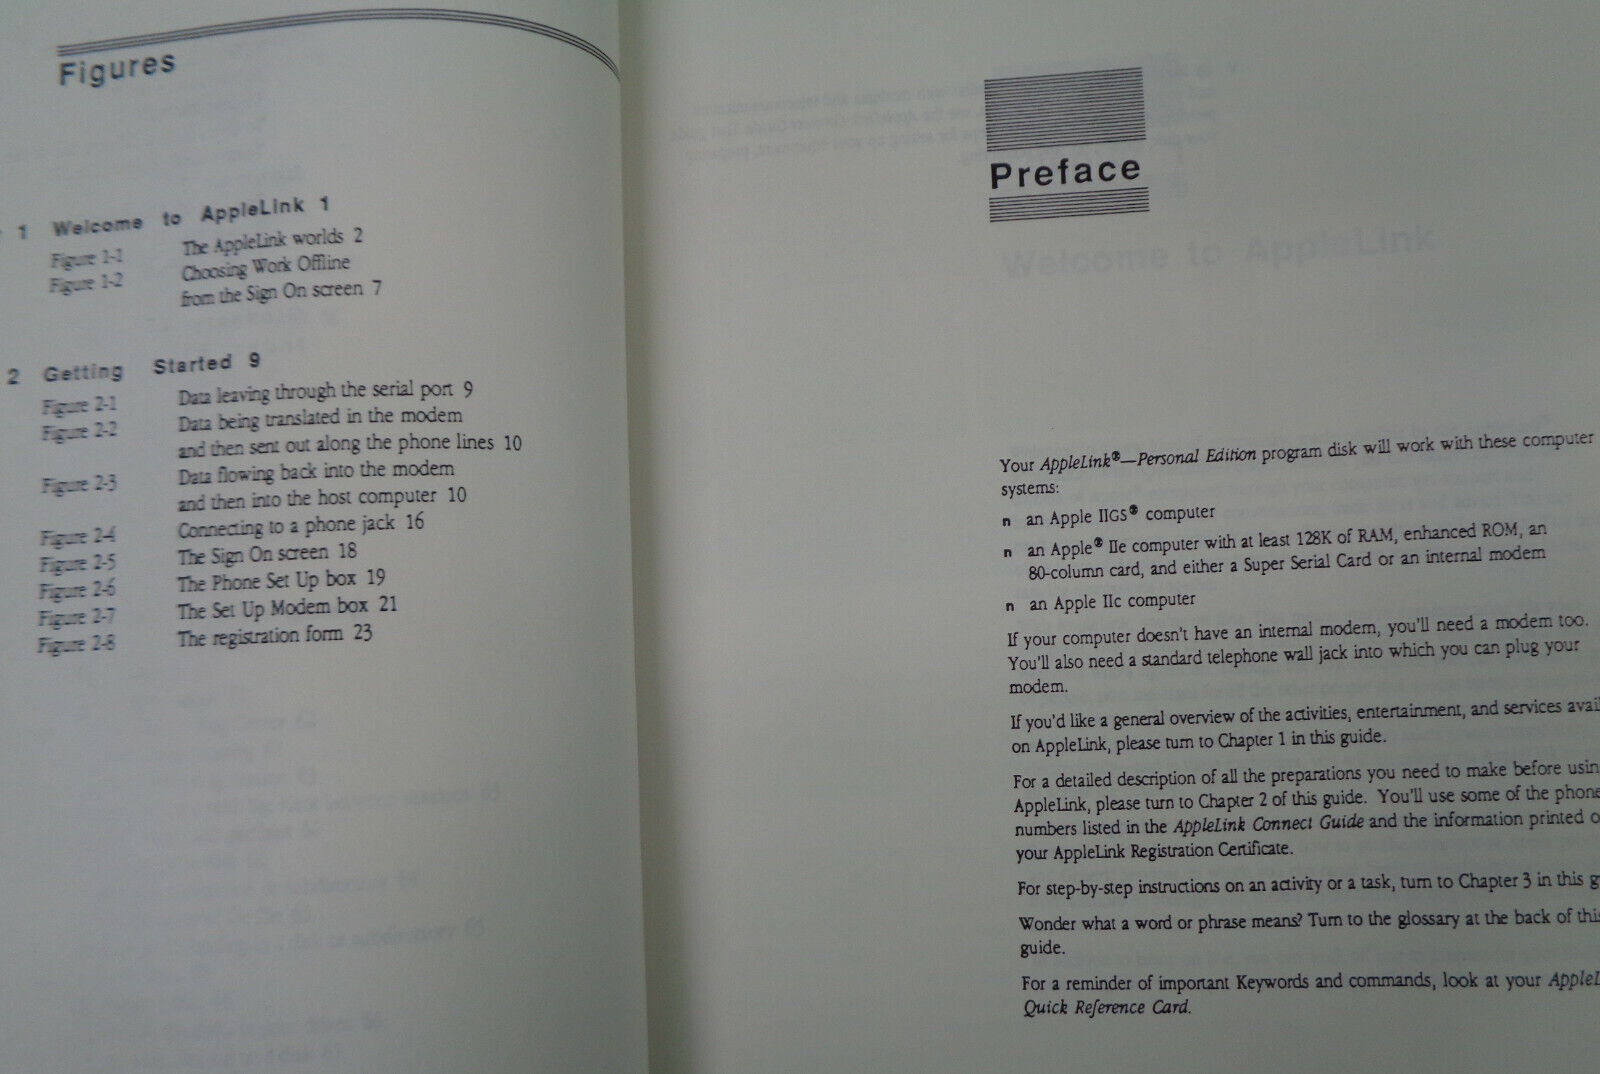 Figures
1 Welcome to AppleLink 1
Figure 1-1 The AppleLink worlds 2
Figure 1-2 Choosing Work Offline
from the Sign On screen 7
2 Getting Started 9
Figure 2-1 Data leaving through the serial port 9
Figure 2-2 Data being translated in the modem
and then sent out along the phone lines 10
Figure 2-3 Data flowing back into the modem
and then into the host computer 10
Figure 2-4 Connecting to a phone jack 16
Figure 2-5 The Sign On screen 18
Figure 2-6 The Phone Set Up box 19
Figure 2-7 The Set Up Modem box 21
Figure 2-8 The registration form 23
Preface
Your AppleLink®—Personal Edition program disk will work with these computer
systems:
n an Apple IIGS® computer
n an Apple® IIe computer with at least 128K of RAM, enhanced ROM, an
80-column card, and either a Super Serial Card or an internal modem
n an Apple IIc computer
If your computer doesn't have an internal modem, you'll need a modem too.
You'll also need a standard telephone wall jack into which you can plug your
modem.
If you'd like a general overview of the activities, entertainment, and services avai
on AppleLink, please turn to Chapter 1 in this guide.
For a detailed description of all the preparations you need to make before usin
AppleLink, please turn to Chapter 2 of this guide. You'll use some of the phone
numbers listed in the AppleLink Connect Guide and the information printed o
your AppleLink Registration Certificate.
For step-by-step instructions on an activity or a task, turn to Chapter 3 in this g
Wonder what a word or phrase means? Turn to the glossary at the back of this
guide.
For a reminder of important Keywords and commands, look at your AppleL
Quick Reference Card.